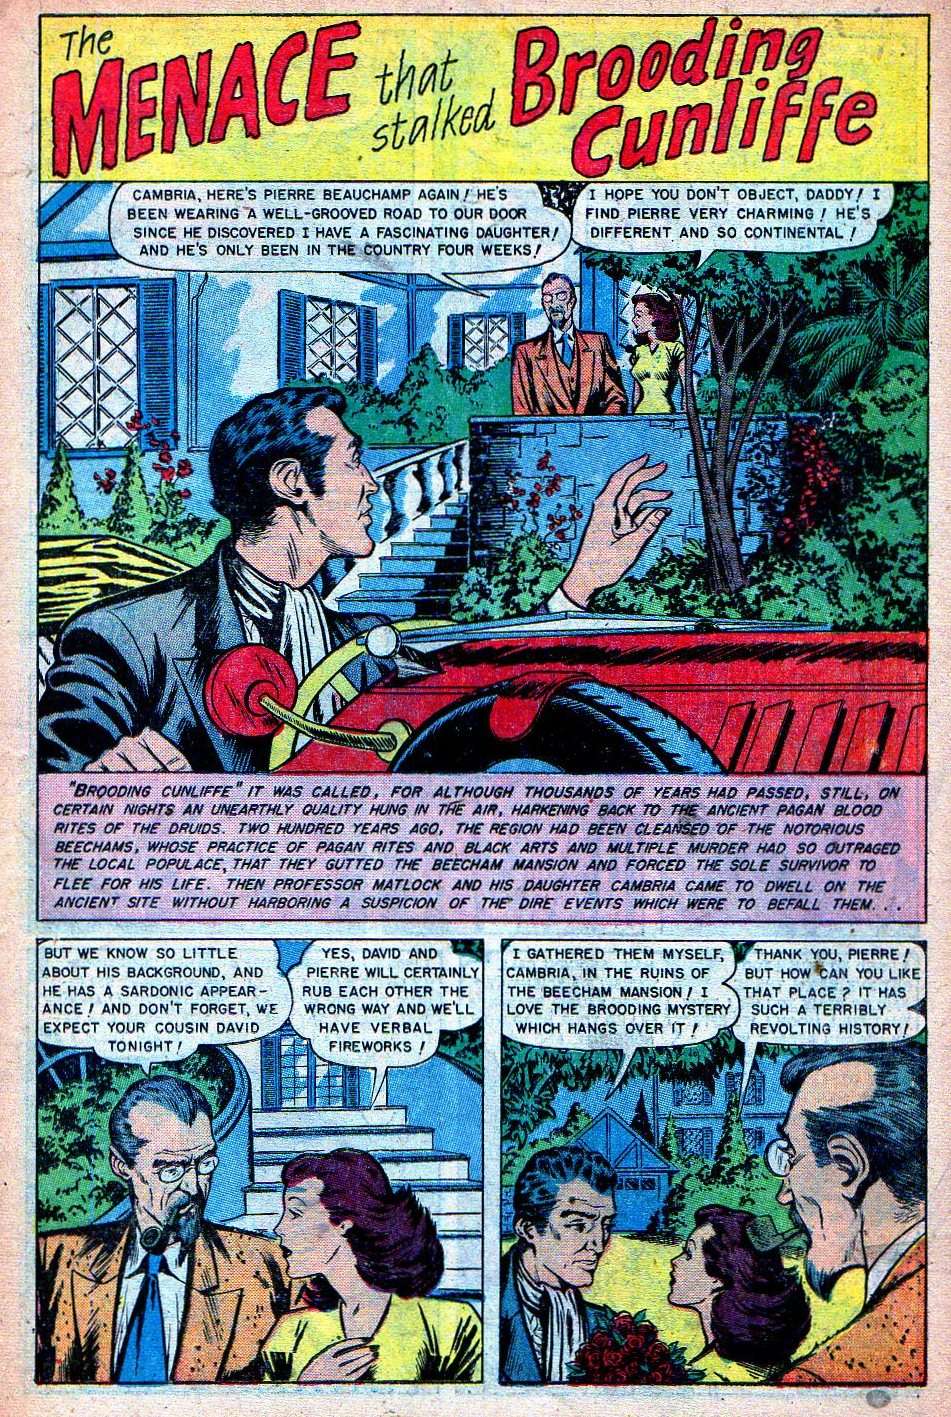 The
MENACE
that
stalked
Brooding
Cunliffe
CAMBRIA, HERE'S PIERRE BEAUCHAMP AGAIN! HE'S
BEEN WEARING A WELL-GROOVED ROAD TO OUR DOOR
SINCE HE DISCOVERED I HAVE A FASCINATING DAUGHTER!
AND HE'S ONLY BEEN IN THE COUNTRY FOUR WEEKS!
I HOPE YOU DON'T OBJECT, DADDY! I
FIND PIERRE VERY CHARMING! HE'S
DIFFERENT AND SO CONTINENTAL!
"BROODING CUNLIFFE" IT WAS CALLED, FOR ALTHOUGH THOUSANDS OF YEARS HAD PASSED, STILL, ON
CERTAIN NIGHTS AN UNEARTHLY QUALITY HUNG IN THE AIR, HARKENING BACK TO THE ANCIENT PAGAN BLOOD
RITES OF THE DRUIDS. TWO HUNDRED YEARS AGO, THE REGION HAD BEEN CLEANSED OF THE NOTORIOUS
BEECHAMS, WHOSE PRACTICE OF PAGAN RITES AND BLACK ARTS AND MULTIPLE MURDER HAD SO OUTRAGED
THE LOCAL POPULACE, THAT THEY GUTTED THE BEECHAM MANSION AND FORCED THE SOLE SURVIVOR TO
FLEE FOR HIS LIFE. THEN PROFESSOR MATLOCK AND HIS DAUGHTER CAMBRIA CAME TO DWELL ON THE
ANCIENT SITE WITHOUT HARBORING A SUSPICION OF THE DIRE EVENTS WHICH WERE TO BEFALL THEM...
BUT WE KNOW SO LITTLE
ABOUT HIS BACKGROUND, AND
HE HAS A SARDONIC APPEAR-
ANCE! AND DON'T FORGET, WE
EXPECT YOUR COUSIN DAVID
TONIGHT!
YES, DAVID AND
PIERRE WILL CERTAINLY
RUB EACH OTHER THE
WRONG WAY AND WE'LL
HAVE VERBAL
FIREWORKS!
I GATHERED THEM MYSELF,
CAMBRIA, IN THE RUINS OF
THE BEECHAM MANSION! I
LOVE THE BROODING MYSTERY
WHICH HANGS OVER IT!
THANK YOU, PIERRE!
BUT HOW CAN YOU LIKE
THAT PLACE? IT HAS
SUCH A TERRIBLY
REVOLTING HISTORY!